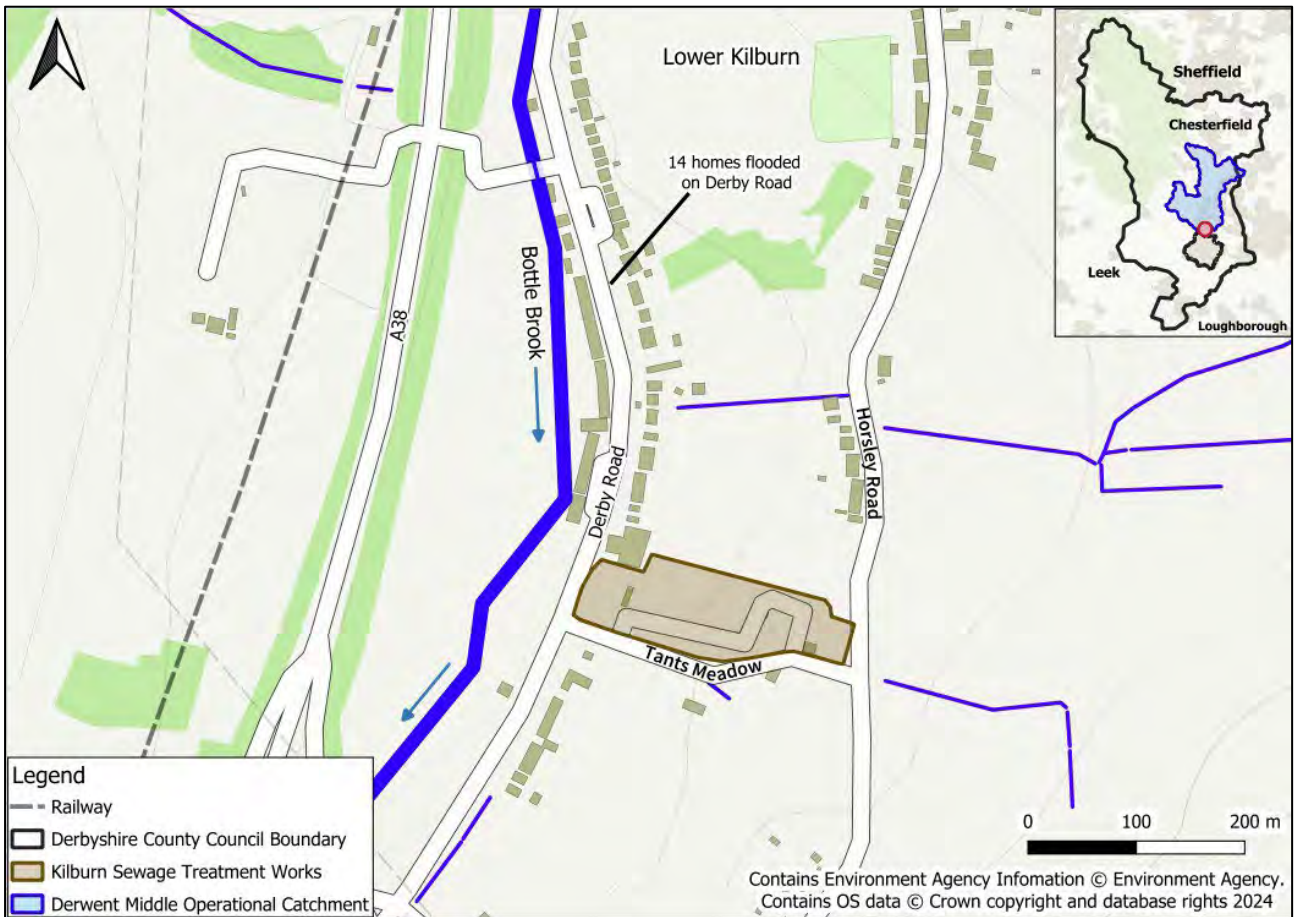 Lower Kilburn
14 homes flooded
on Derby Road
Bottle Brook
A38
Derby Road
Horsley Road
Tants Meadow
Sheffield
Chesterfield
Leek
Loughborough
Legend
Railway
Derbyshire County Council Boundary
Kilburn Sewage Treatment Works
Derwent Middle Operational Catchment
0 100 200 m
Contains Environment Agency Infomation © Environment Agency.
Contains OS data © Crown copyright and database rights 2024